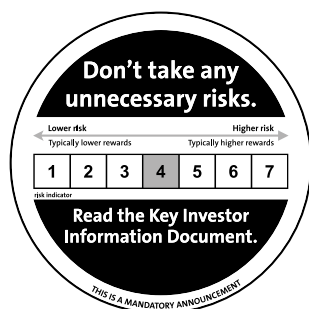 Don't take any
unnecessary risks.
Lower risk Higher risk
Typically lower rewards Typically higher rewards
1 2 3 4 5 6 7
risk indicator
Read the Key Investor
Information Document.
THIS IS A MANDATORY ANNOUNCEMENT